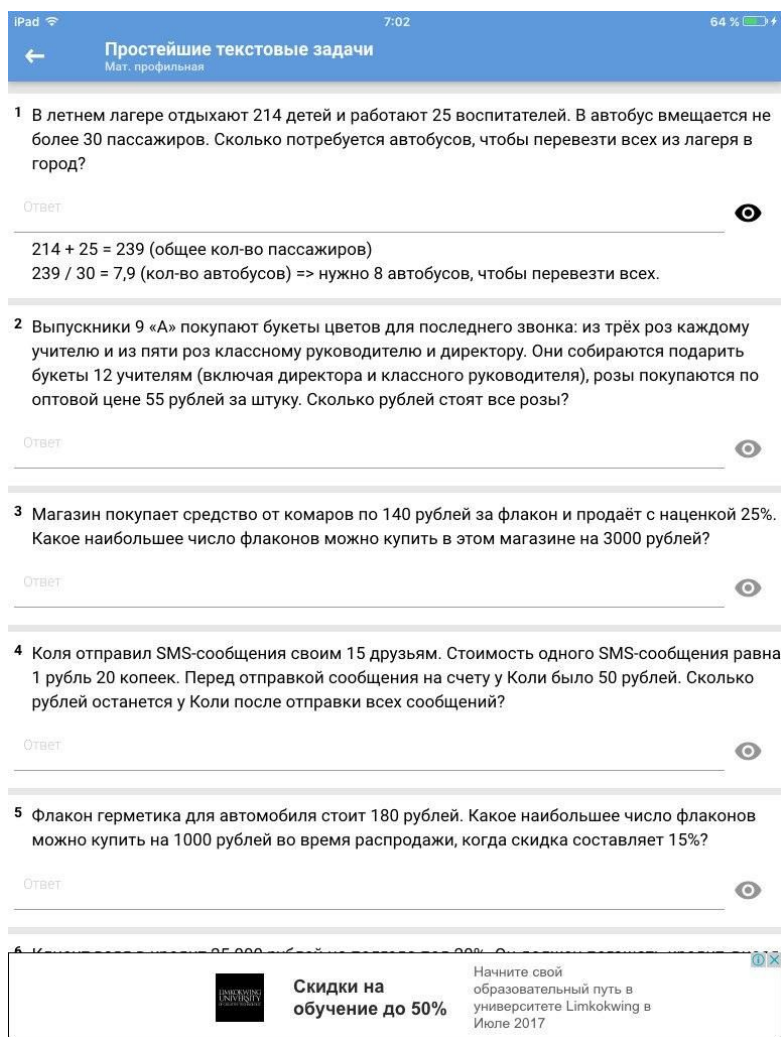 iPad 7:02 64 %
Простейшие текстовые задачи
Мат. профильная
1 В летнем лагере отдыхают 214 детей и работают 25 воспитателей. В автобус вмещается не
более 30 пассажиров. Сколько потребуется автобусов, чтобы перевезти всех из лагеря в
город?
Ответ
214 + 25 = 239 (общее кол-во пассажиров)
239 / 30 = 7,9 (кол-во автобусов) => нужно 8 автобусов, чтобы перевезти всех.
2 Выпускники 9 «А» покупают букеты цветов для последнего звонка: из трёх роз каждому
учителю и из пяти роз классному руководителю и директору. Они собираются подарить
букеты 12 учителям (включая директора и классного руководителя), розы покупаются по
оптовой цене 55 рублей за штуку. Сколько рублей стоят все розы?
Ответ
3 Магазин покупает средство от комаров по 140 рублей за флакон и продаёт с наценкой 25%.
Какое наибольшее число флаконов можно купить в этом магазине на 3000 рублей?
Ответ
4 Коля отправил SMS-сообщения своим 15 друзьям. Стоимость одного SMS-сообщения равна
1 рубль 20 копеек. Перед отправкой сообщения на счету у Коли было 50 рублей. Сколько
рублей останется у Коли после отправки всех сообщений?
Ответ
5 Флакон герметика для автомобиля стоит 180 рублей. Какое наибольшее число флаконов
можно купить на 1000 рублей во время распродажи, когда скидка составляет 15%?
Ответ
LIMKOKWING
UNIVERSITY
Скидки на
обучение до 50%
Начните свой
образовательный путь в
университете Limkokwing в
Июле 2017